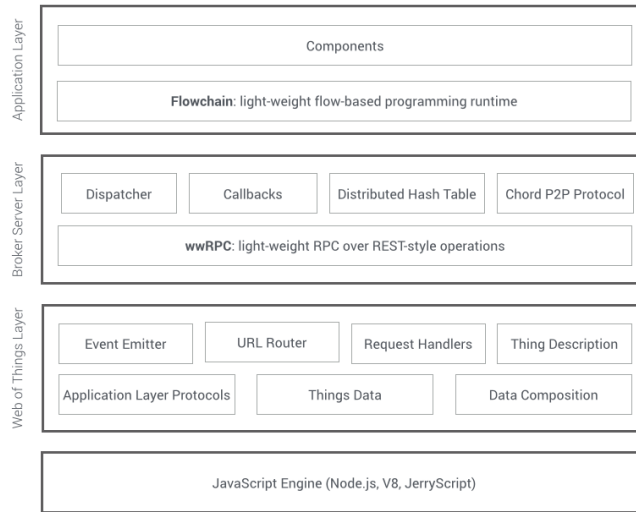 Application Layer
Components
Flowchain: light-weight flow-based programming runtime
Broker Server Layer
Dispatcher
Callbacks
Distributed Hash Table
Chord P2P Protocol
wwRPC: light-weight RPC over REST-style operations
Web of Things Layer
Event Emitter
URL Router
Request Handlers
Thing Description
Application Layer Protocols
Things Data
Data Composition
JavaScript Engine (Node.js, V8, JerryScript)